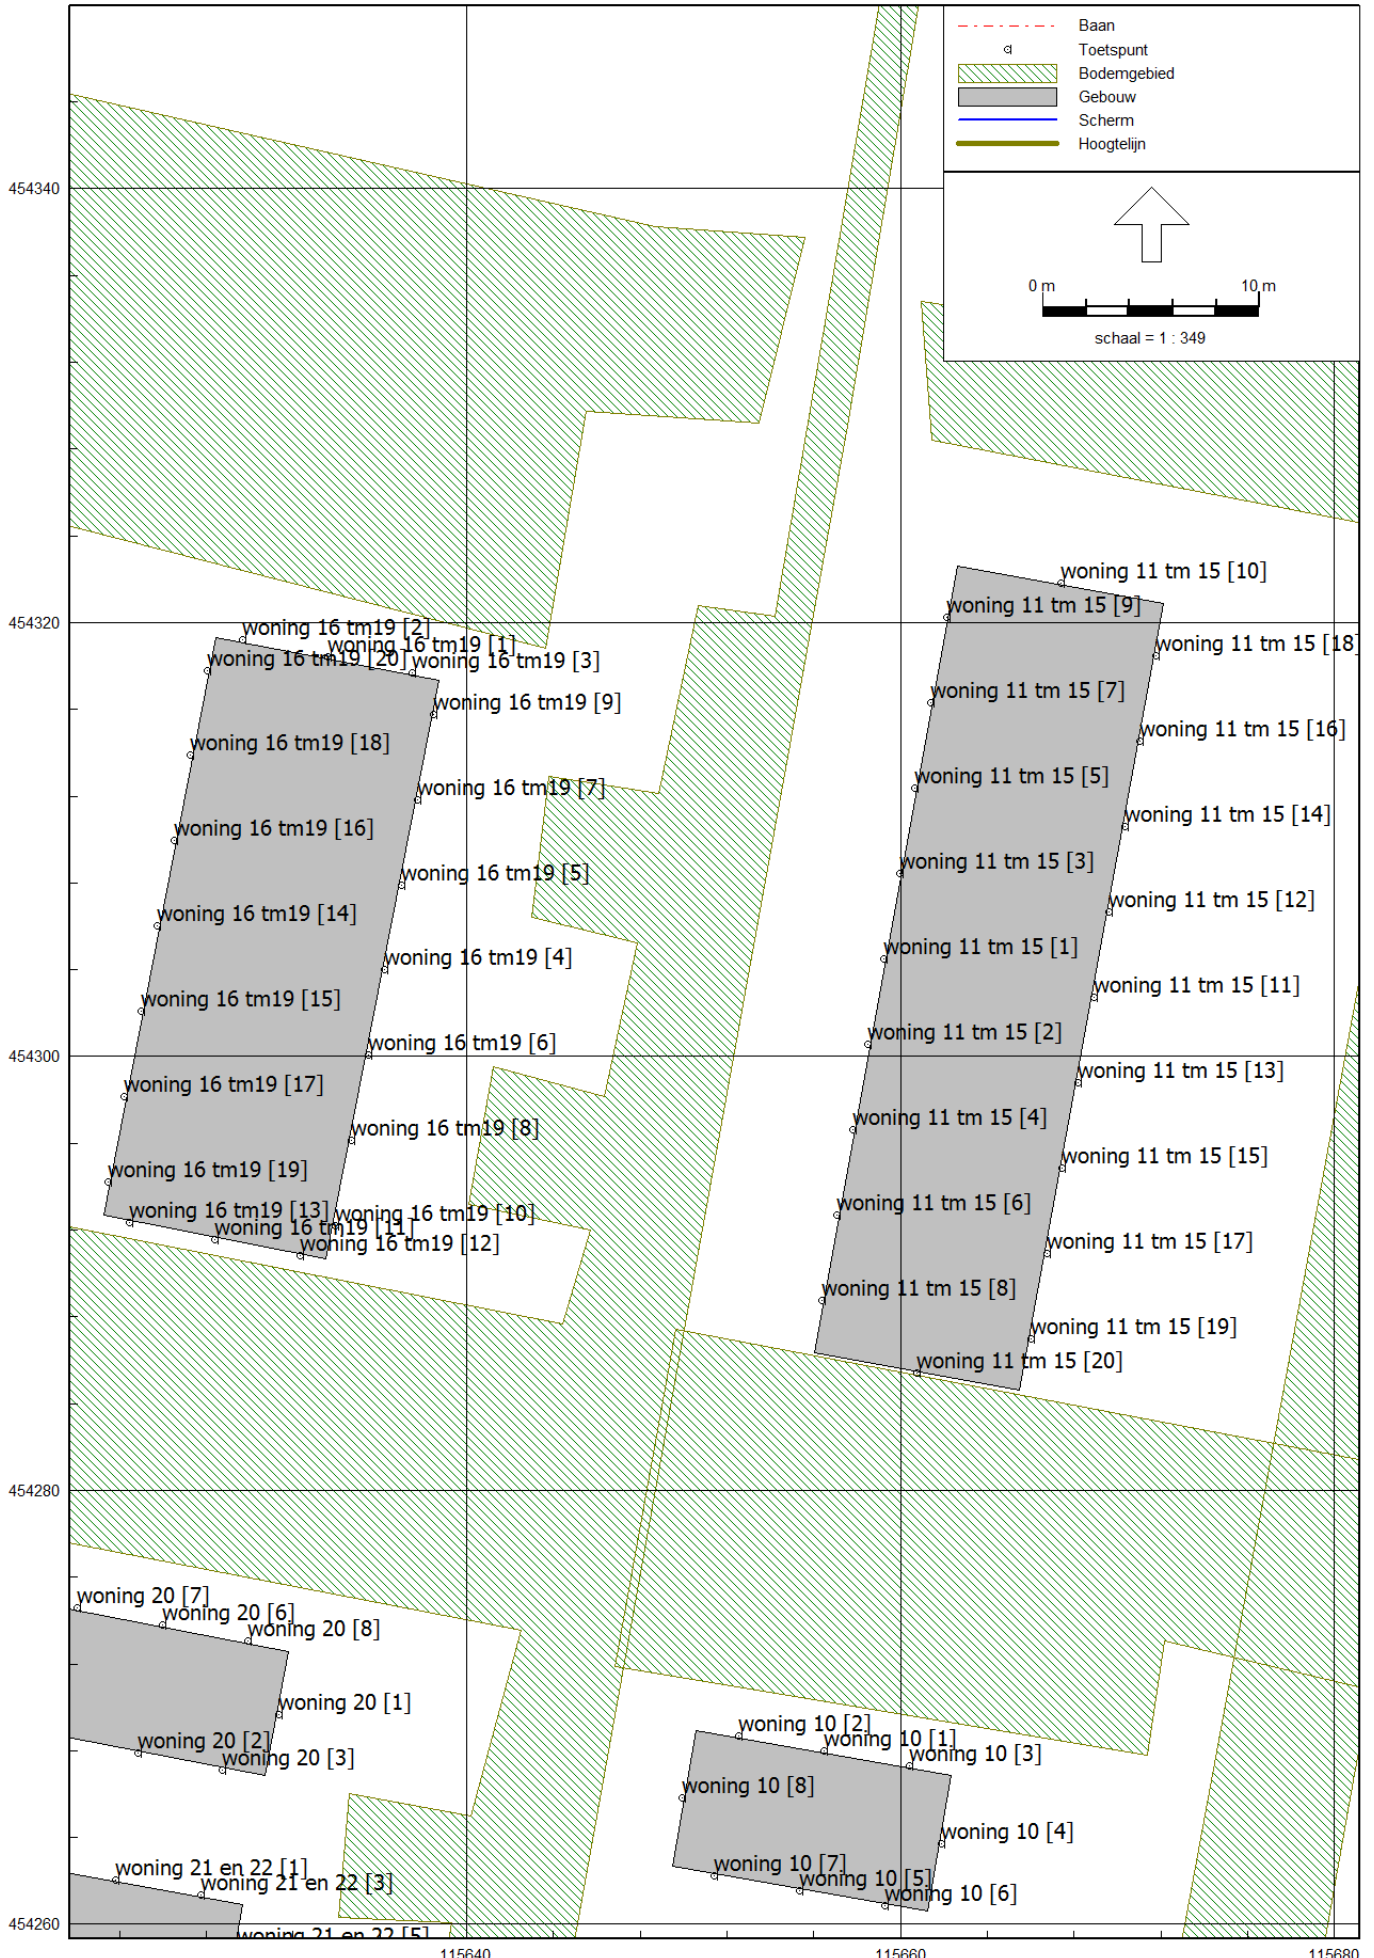 Baan
Toetspunt
Bodemgebied
Gebouw
Scherm
Hoogtelijn
454340
0 m 10 m
schaal = 1 : 349
woning 11 tm 15 [10]
454320
woning 11 tm 15 [9]
woning 16 tm19 [2]
woning 16 tm19 [1]
woning 16 tm19 [20]
woning 16 tm19 [3]
woning 11 tm 15 [18]
woning 11 tm 15 [7]
woning 16 tm19 [9]
woning 11 tm 15 [16]
woning 16 tm19 [18]
woning 11 tm 15 [5]
woning 16 tm19 [7]
woning 11 tm 15 [14]
woning 16 tm19 [16]
woning 11 tm 15 [3]
woning 16 tm19 [5]
woning 11 tm 15 [12]
woning 16 tm19 [14]
woning 11 tm 15 [1]
woning 16 tm19 [4]
woning 11 tm 15 [11]
woning 16 tm19 [15]
woning 11 tm 15 [2]
woning 16 tm19 [6]
454300
woning 11 tm 15 [13]
woning 16 tm19 [17]
woning 11 tm 15 [4]
woning 16 tm19 [8]
woning 11 tm 15 [15]
woning 16 tm19 [19]
woning 11 tm 15 [6]
woning 16 tm19 [13]
woning 16 tm19 [10]
woning 16 tm19 [11]
woning 16 tm19 [12]
woning 11 tm 15 [17]
woning 11 tm 15 [8]
woning 11 tm 15 [19]
woning 11 tm 15 [20]
454280
woning 20 [7]
woning 20 [6]
woning 20 [8]
woning 20 [1]
woning 20 [2]
woning 20 [3]
woning 10 [2]
woning 10 [1]
woning 10 [3]
woning 10 [8]
woning 10 [4]
woning 10 [7]
woning 10 [5]
woning 10 [6]
woning 21 en 22 [1]
woning 21 en 22 [3]
454260
woning 21 en 22 [5]
115640 115660 115680